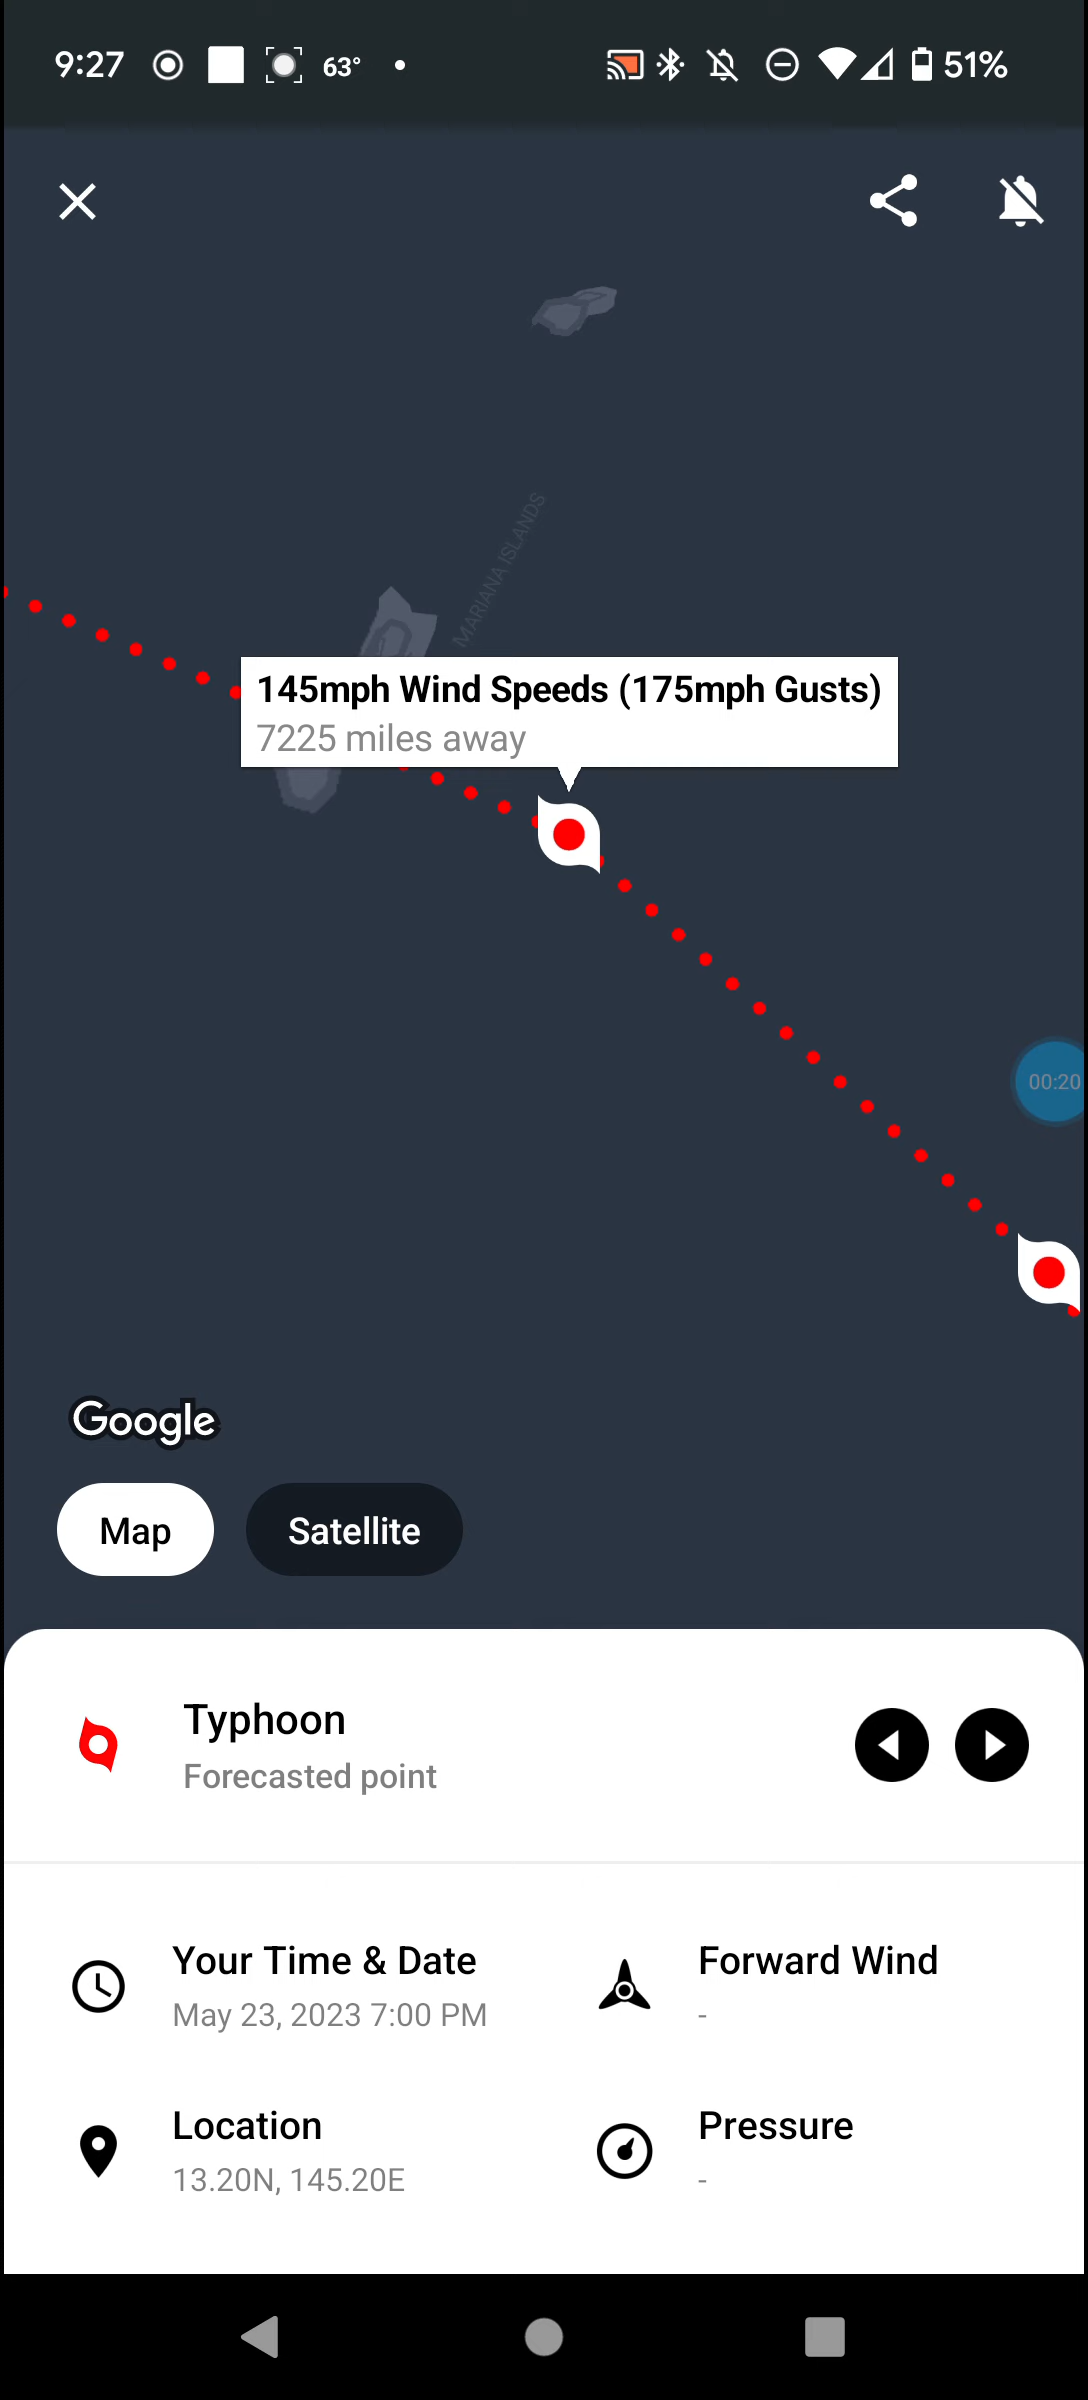 9:27 63° 51%
MARIANA ISLANDS
145mph Wind Speeds (175mph Gusts)
7225 miles away
00:20
Google
Map Satellite
Typhoon
Forecasted point
Your Time & Date
May 23, 2023 7:00 PM
Forward Wind
-
Location
13.20N, 145.20E
Pressure
-